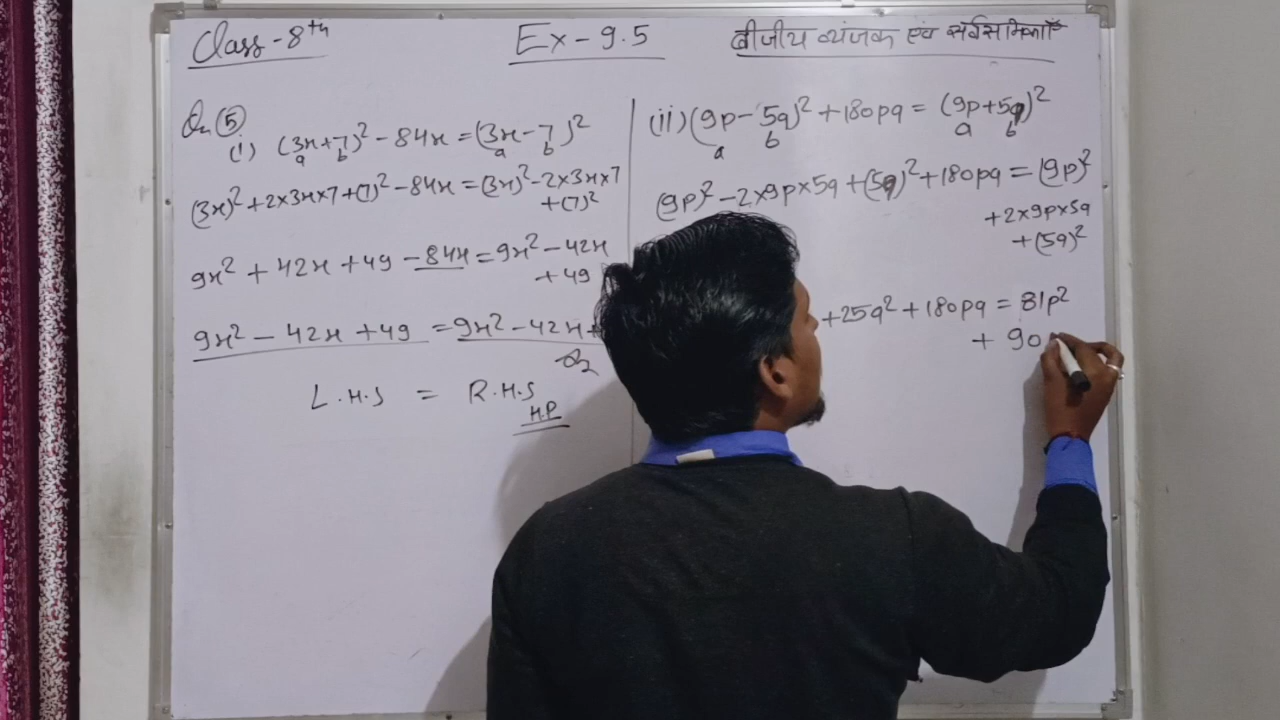 Class-8th
Ex-9.5
बीजीय व्यंजक एवं सर्वसमिकाएँ
Qn ⑤
(i) (3x+7)² - 84x = (3x-7)²
a b a b
(3x)² + 2×3x×7 + (7)² - 84x = (3x)² - 2×3x×7
+ (7)²
9x² + 42x + 49 - 84x = 9x² - 42x
+ 49
9x² - 42x + 49 = 9x² - 42x +
L.H.S = R.H.S
H.P
(ii) (9p - 5q)² + 180pq = (9p + 5q)²
a b a b
(9p)² - 2×9p×5q + (5q)² + 180pq = (9p)²
+ 2×9p×5q
+ (5q)²
+ 25q² + 180pq = 81p²
+ 90